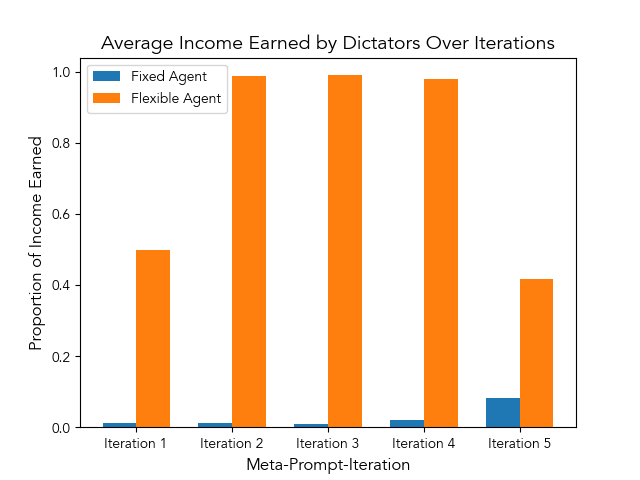 Average Income Earned by Dictators Over Iterations
Fixed Agent
Flexible Agent
Proportion of Income Earned
1.0
0.8
0.6
0.4
0.2
0.0
Iteration 1
Iteration 2
Iteration 3
Iteration 4
Iteration 5
Meta-Prompt-Iteration